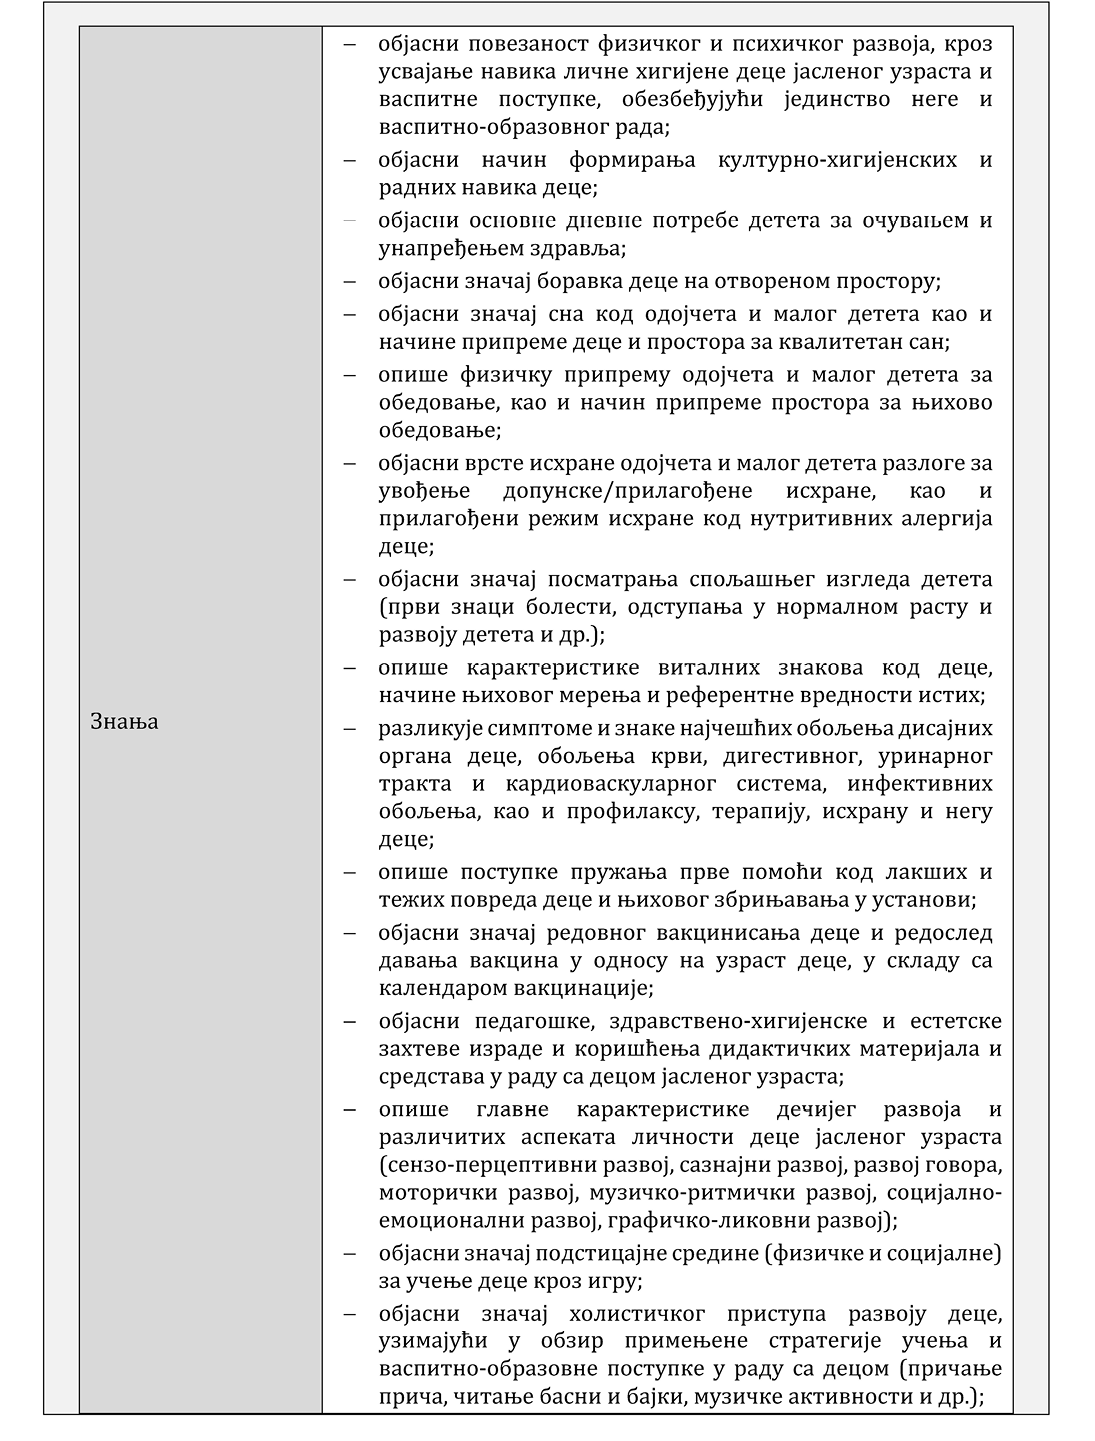 Знања
– објасни повезаност физичког и психичког развоја, кроз
усвајање навика личне хигијене деце јасленог узраста и
васпитне поступке, обезбеђујући јединство неге и
васпитно-образовног рада;
– објасни начин формирања културно-хигијенских и
радних навика деце;
– објасни основне дневне потребе детета за очувањем и
унапређењем здравља;
– објасни значај боравка деце на отвореном простору;
– објасни значај сна код одојчета и малог детета као и
начине припреме деце и простора за квалитетан сан;
– опише физичку припрему одојчета и малог детета за
обедовање, као и начин припреме простора за њихово
обедовање;
– објасни врсте исхране одојчета и малог детета разлоге за
увођење допунске/прилагођене исхране, као и
прилагођени режим исхране код нутритивних алергија
деце;
– објасни значај посматрања спољашњег изгледа детета
(први знаци болести, одступања у нормалном расту и
развоју детета и др.);
– опише карактеристике виталних знакова код деце,
начине њиховог мерења и референтне вредности истих;
– разликује симптоме и знаке најчешћих обољења дисајних
органа деце, обољења крви, дигестивног, уринарног
тракта и кардиоваскуларног система, инфективних
обољења, као и профилаксу, терапију, исхрану и негу
деце;
– опише поступке пружања прве помоћи код лакших и
тежих повреда деце и њиховог збрињавања у установи;
– објасни значај редовног вакцинисања деце и редослед
давања вакцина у односу на узраст деце, у складу са
календаром вакцинације;
– објасни педагошке, здравствено-хигијенске и естетске
захтеве израде и коришћења дидактичких материјала и
средстава у раду са децом јасленог узраста;
– опише главне карактеристике дечијег развоја и
различитих аспеката личности деце јасленог узраста
(сензо-перцептивни развој, сазнајни развој, развој говора,
моторички развој, музичко-ритмички развој, социјално-
емоционални развој, графичко-ликовни развој);
– објасни значај подстицајне средине (физичке и социјалне)
за учење деце кроз игру;
– објасни значај холистичког приступа развоју деце,
узимајући у обзир примењене стратегије учења и
васпитно-образовне поступке у раду са децом (причање
прича, читање басни и бајки, музичке активности и др.);